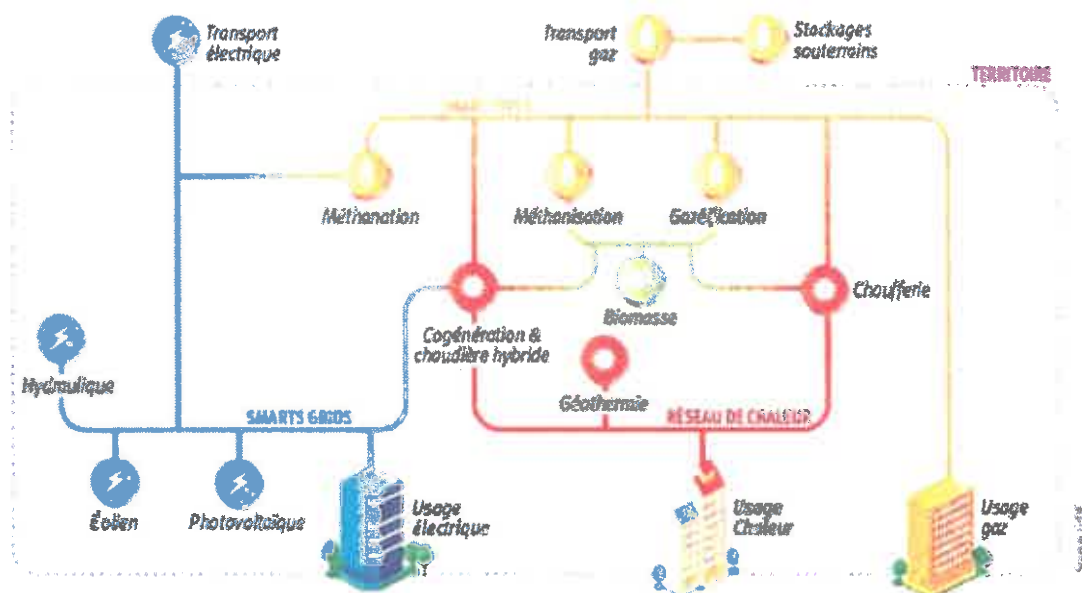 Transport
électrique
Transport
gaz
Stockages
souterrains
TERRITOIRE
Méthanation
Méthanisation
Gazéification
Biomasse
Chaufferie
Cogénération &
chaudière hybride
Hydraulique
Géothermie
SMARTS GRIDS
RÉSEAU DE CHALEUR
Éolien
Photovoltaïque
Usage
électrique
Usage
Chaleur
Usage
gaz